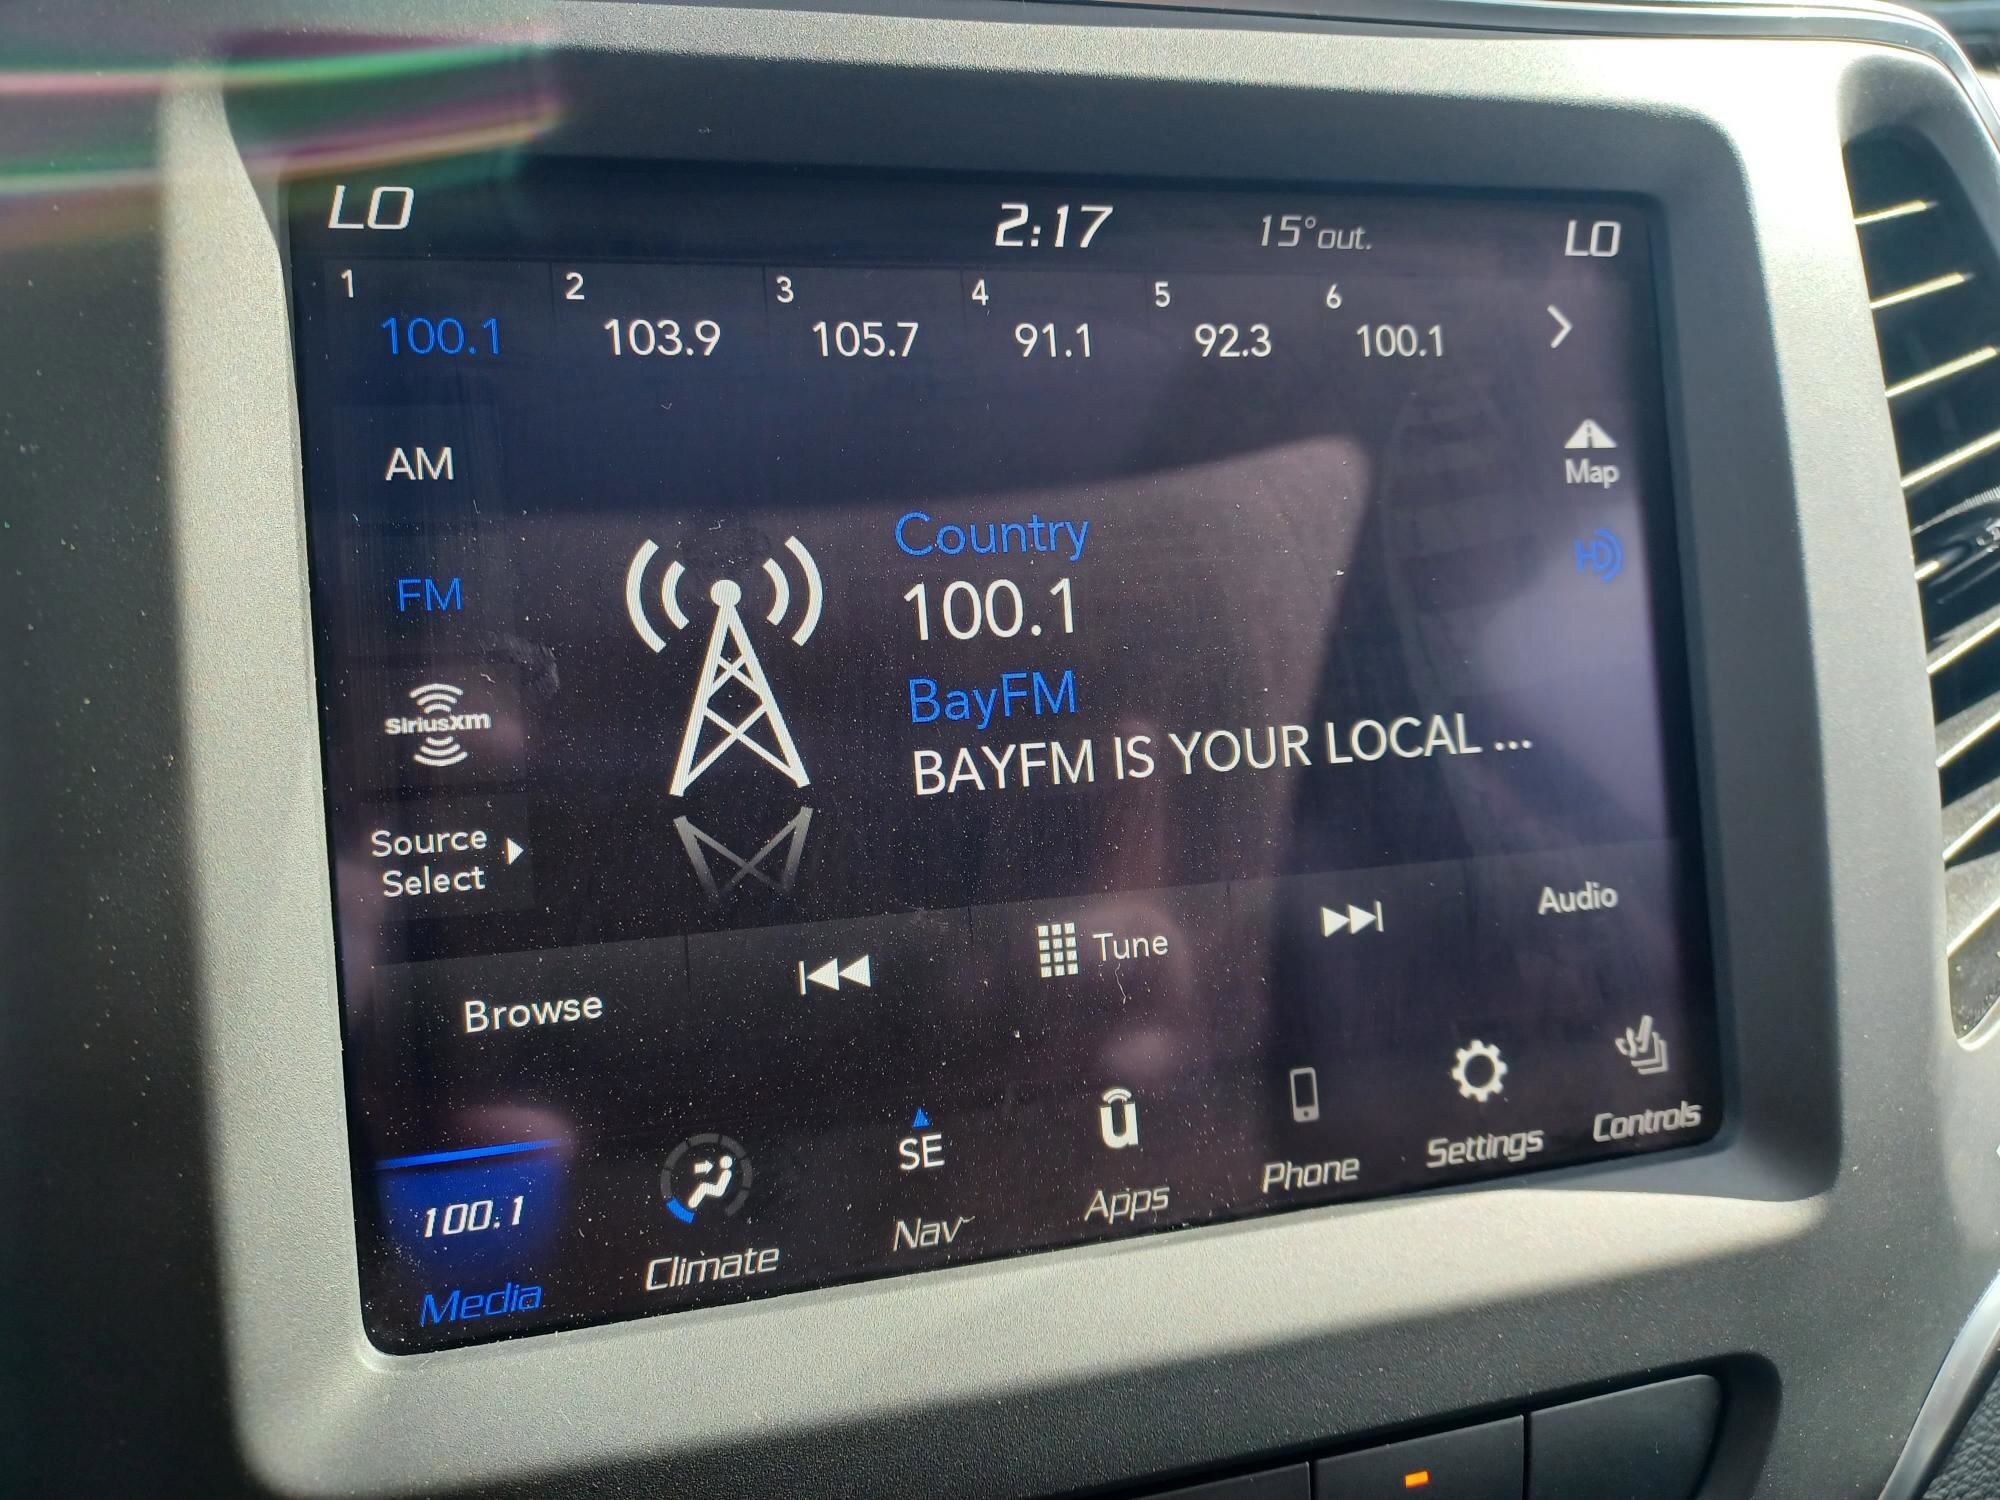 LO 2:17 15°out. LO
1 2 3 4 5 6
100.1 103.9 105.7 91.1 92.3 100.1
AM
Map
Country
HD
FM
100.1
BayFM
SiriusXm
BAYFM IS YOUR LOCAL ...
Source
Select
Browse Tune Audio
100.1 SE u
Media Climate Nav Apps Phone Settings Controls